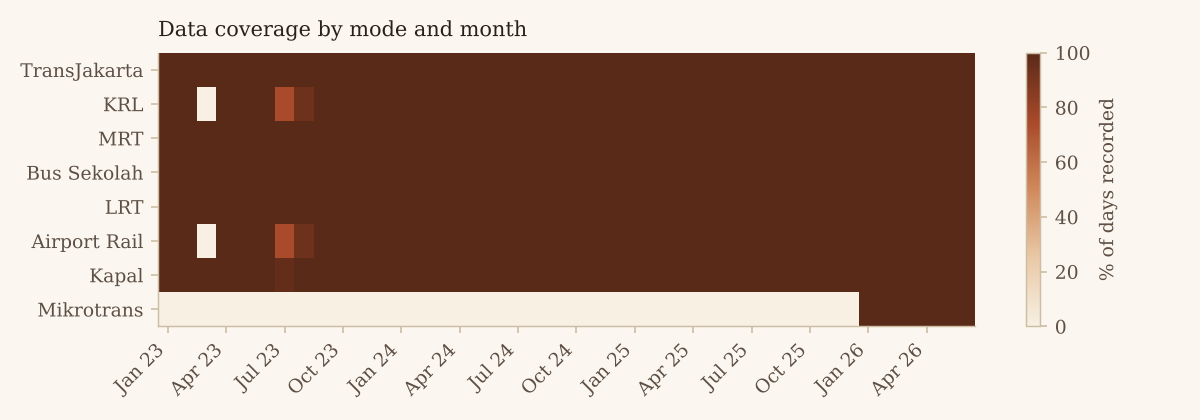 Data coverage by mode and month
TransJakarta
KRL
MRT
Bus Sekolah
LRT
Airport Rail
Kapal
Mikrotrans
Jan 23
Apr 23
Jul 23
Oct 23
Jan 24
Apr 24
Jul 24
Oct 24
Jan 25
Apr 25
Jul 25
Oct 25
Jan 26
Apr 26
100
80
60
40
20
0
% of days recorded